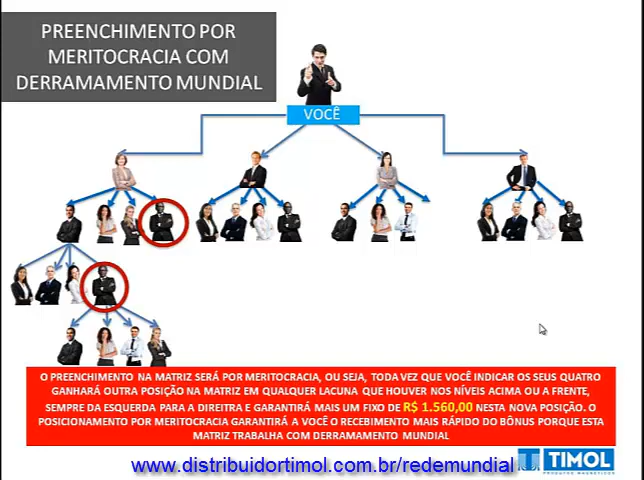 PREENCHIMENTO POR
MERITOCRACIA COM
DERRAMAMENTO MUNDIAL
VOCÊ
O PREENCHIMENTO NA MATRIZ SERÁ POR MERITOCRACIA, OU SEJA, TODA VEZ QUE VOCÊ INDICAR OS SEUS QUATRO
GANHARÁ OUTRA POSIÇÃO NA MATRIZ EM QUALQUER LACUNA QUE HOUVER NOS NÍVEIS ACIMA OU A FRENTE,
SEMPRE DA ESQUERDA PARA A DIREITRA E GARANTIRÁ MAIS UM FIXO DE R$ 1.560,00 NESTA NOVA POSIÇÃO. O
POSICIONAMENTO POR MERITOCRACIA GARANTIRÁ A VOCÊ O RECEBIMENTO MAIS RÁPIDO DO BÔNUS PORQUE ESTA
MATRIZ TRABALHA COM DERRAMAMENTO MUNDIAL
www.distribuidortimol.com.br/redemundial
TIMOL
PRODUTOS MAGNÉTICOS